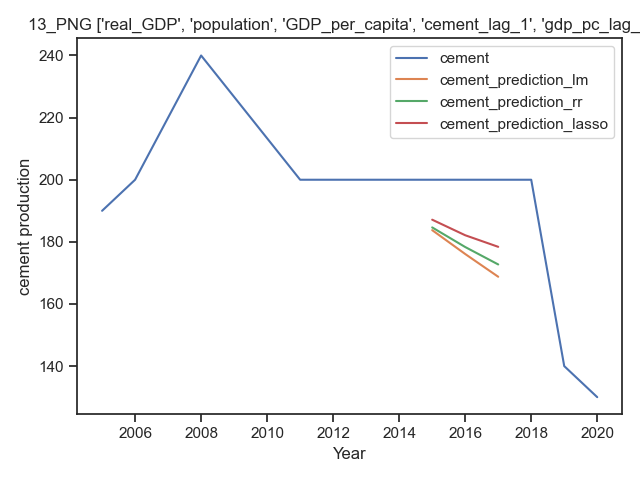 13_PNG ['real_GDP', 'population', 'GDP_per_capita', 'cement_lag_1', 'gdp_pc_lag_
240
220
200
180
160
140
cement production
cement
cement_prediction_lm
cement_prediction_rr
cement_prediction_lasso
2006 2008 2010 2012 2014 2016 2018 2020
Year